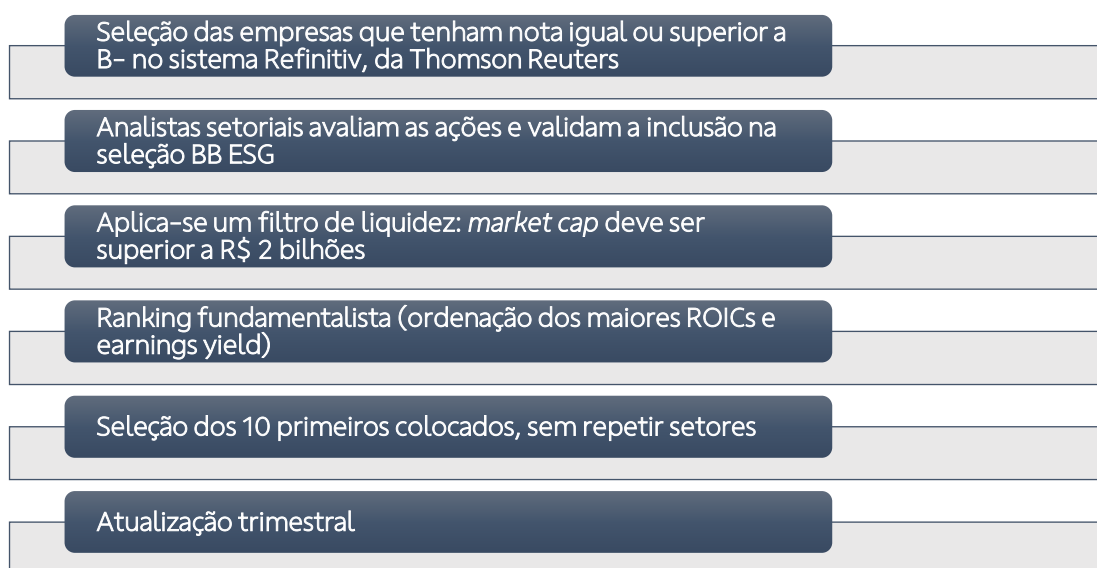 Seleção das empresas que tenham nota igual ou superior a
B- no sistema Refinitiv, da Thomson Reuters
Analistas setoriais avaliam as ações e validam a inclusão na
seleção BB ESG
Aplica-se um filtro de liquidez: market cap deve ser
superior a R$ 2 bilhões
Ranking fundamentalista (ordenação dos maiores ROICs e
earnings yield)
Seleção dos 10 primeiros colocados, sem repetir setores
Atualização trimestral